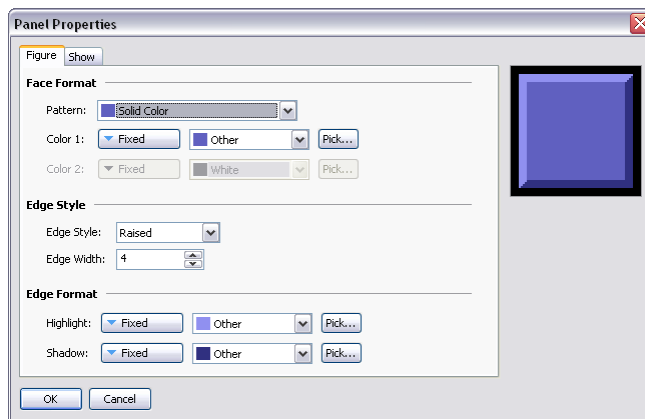 Panel Properties
Figure Show
Face Format
Pattern: Solid Color
Color 1: Fixed Other Pick...
Color 2: Fixed White Pick...
Edge Style
Edge Style: Raised
Edge Width: 4
Edge Format
Highlight: Fixed Other Pick...
Shadow: Fixed Other Pick...
OK Cancel